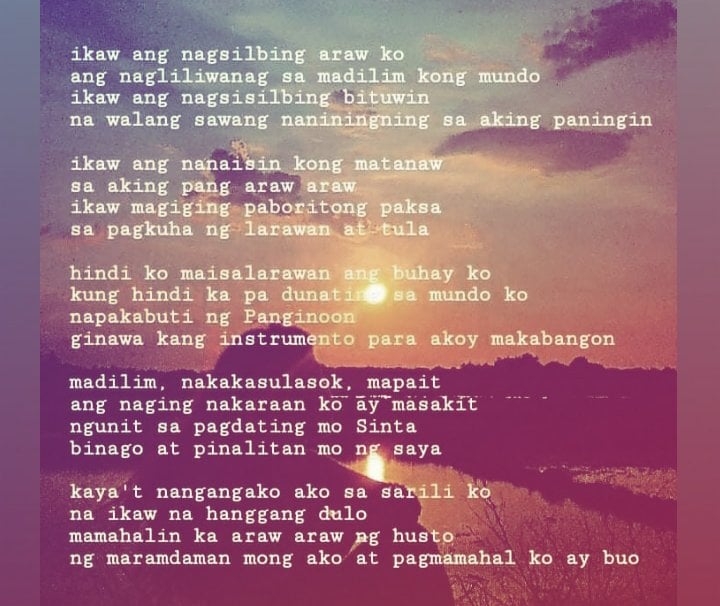 ikaw ang nagsilbing araw ko
ang nagliliwanag sa madilim kong mundo
ikaw ang nagsisilbing bituwin
na walang sawang naniningning sa aking paningin
ikaw ang nanaisin kong matanaw
sa aking pang araw araw
ikaw magiging paboritong paksa
sa pagkuha ng larawan at tula
hindi ko maisalarawan ang buhay ko
kung hindi ka pa dunating sa mundo ko
napakabuti ng Panginoon
ginawa kang instrumento para akoy makabangon
madilim, nakakasulasok, mapait
ang naging nakaraan ko ay masakit
ngunit sa pagdating mo Sinta
binago at pinalitan mo ng saya
kaya't nangangako ako sa sarili ko
na ikaw na hanggang dulo
mamahalin ka araw araw ng husto
ng maramdaman mong ako at pagmamahal ko ay buo